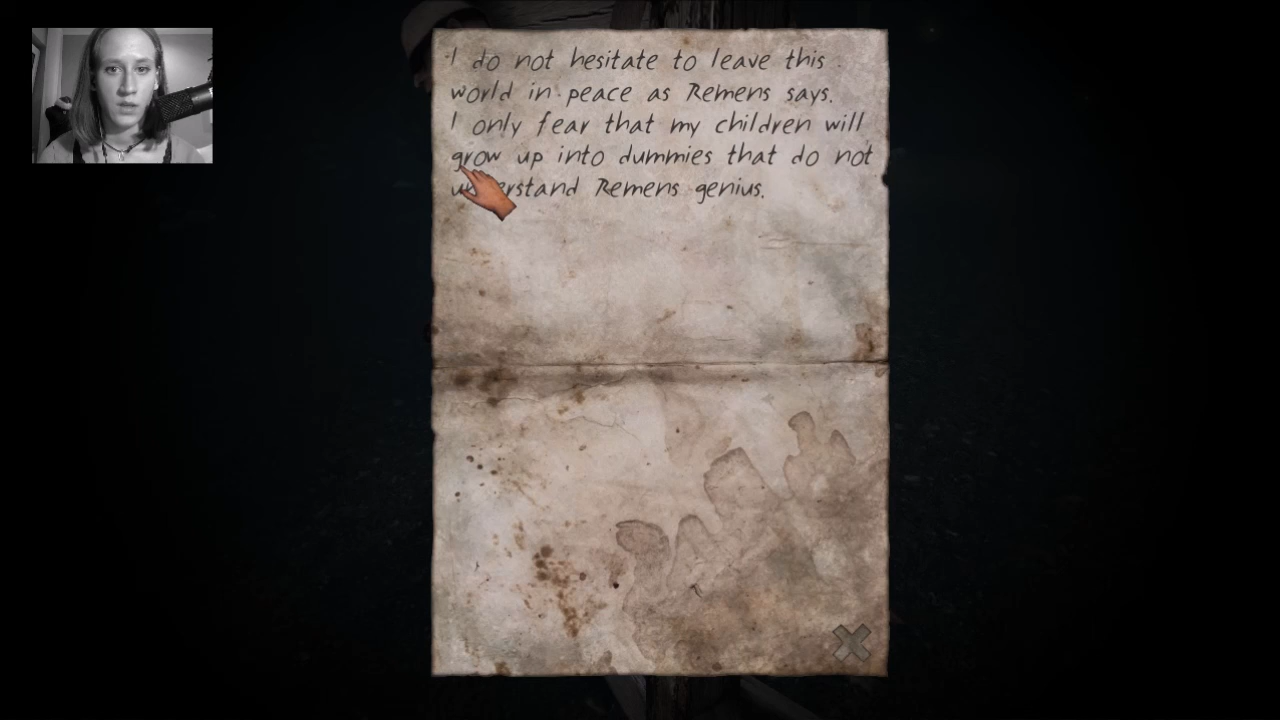 I do not hesitate to leave this
world in peace as Remens says.
I only fear that my children will
grow up into dummies that do not
understand Remens genius.